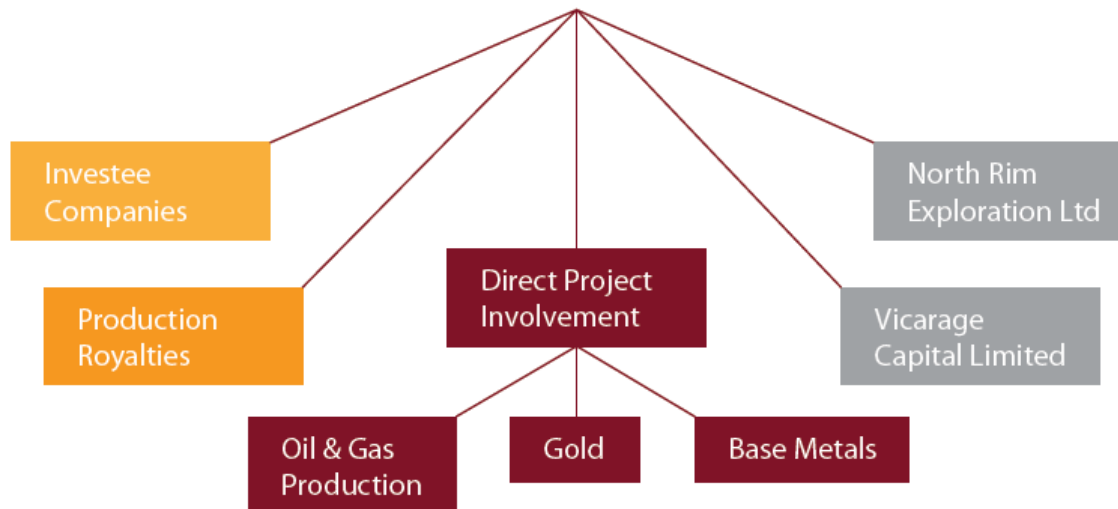 Investee
Companies
North Rim
Exploration Ltd
Direct Project
Involvement
Production
Royalties
Vicarage
Capital Limited
Oil & Gas
Production
Gold
Base Metals